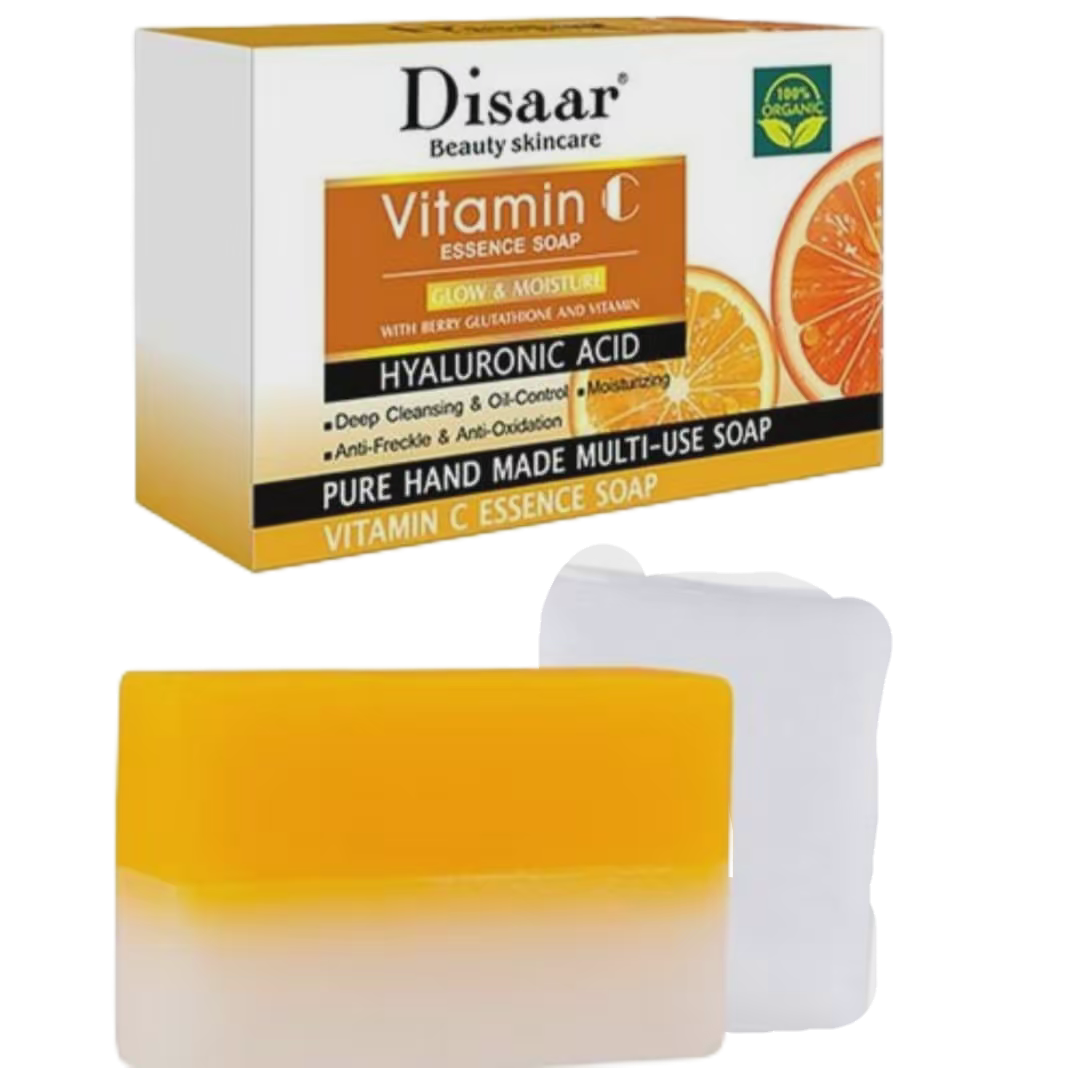 Disaar®
Beauty skincare
100%
ORGANIC
Vitamin C
ESSENCE SOAP
GLOW & MOISTURE
WITH BERRY GLUTATHIONE AND VITAMIN
HYALURONIC ACID
▪Deep Cleansing & Oil-Control ▪Moisturizing
▪Anti-Freckle & Anti-Oxidation
PURE HAND MADE MULTI-USE SOAP
VITAMIN C ESSENCE SOAP